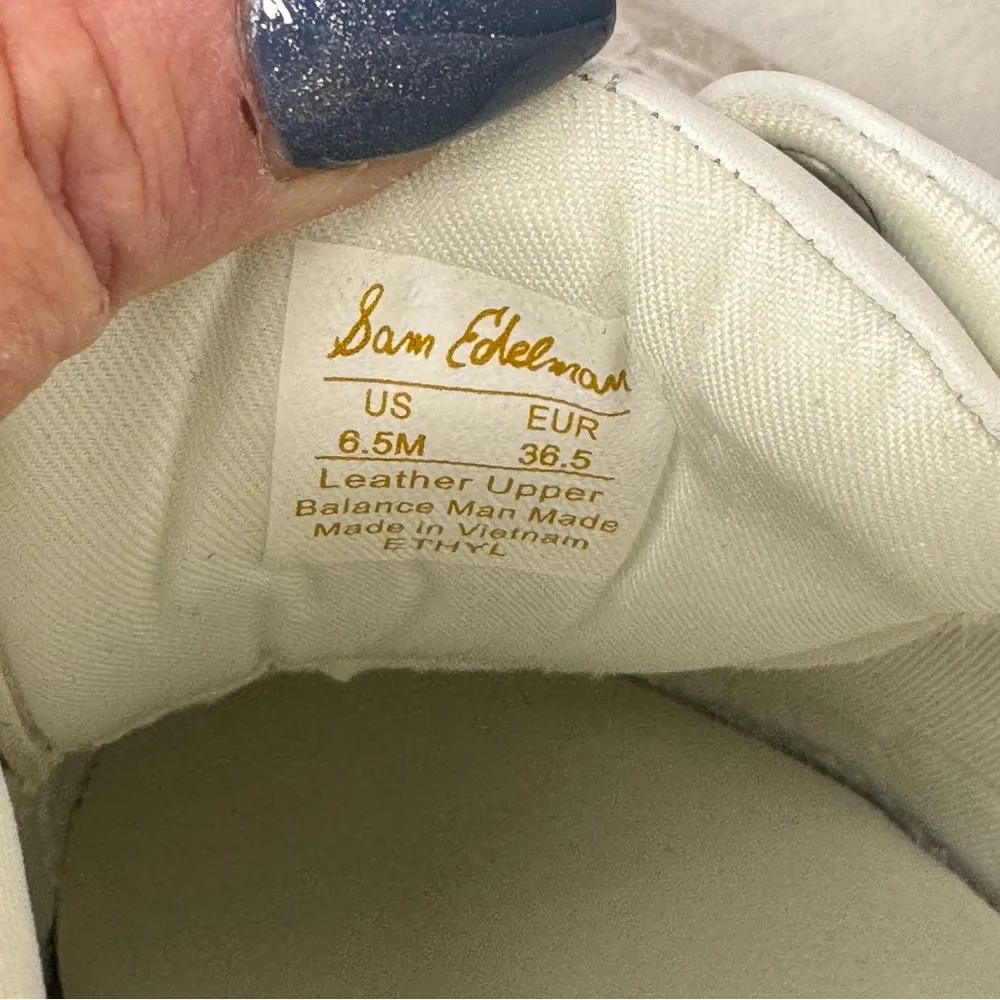 Sam Edelman
US EUR
6.5M 36.5
Leather Upper
Balance Man Made
Made in Vietnam
ETHYL